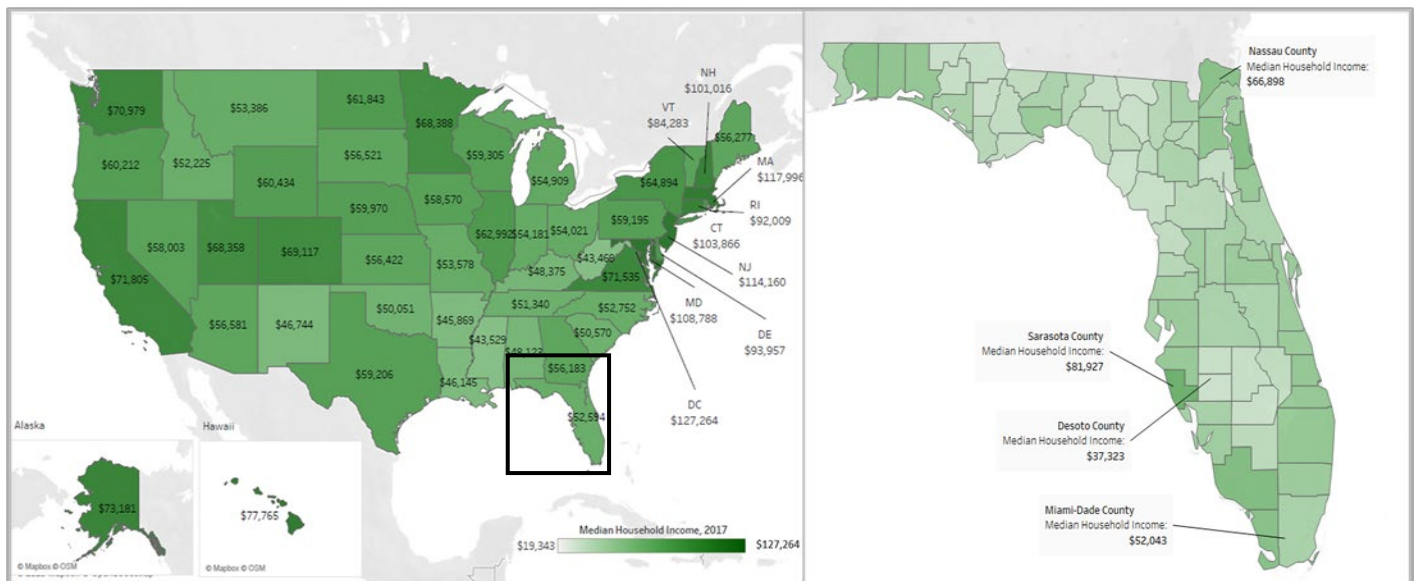 NH
$101,016
VT
$84,283
$70,979
$53,386
$61,843
$68,388
$56,277
$60,212
$52,225
$56,521
$59,305
MA
$117,996
$60,434
$54,909
$64,894
RI
$92,009
$59,970
$58,570
$59,195
CT
$103,866
$58,003
$68,358
$69,117
$62,992
$54,181
$54,021
$71,805
$56,422
$53,578
$48,375
$71,535
NJ
$114,160
$56,581
$46,744
$50,051
$45,869
$51,340
$52,752
MD
$108,788
$43,529
$48,123
$50,570
DE
$93,957
$59,206
$46,145
$56,183
$52,594
DC
$127,264
Alaska
$73,181
© Mapbox © OSM
Hawaii
$77,765
© Mapbox © OSM
Median Household Income, 2017
$19,343
$127,264
Nassau County
Median Household Income:
$66,898
Sarasota County
Median Household Income:
$81,927
Desoto County
Median Household Income:
$37,323
Miami-Dade County
Median Household Income:
$52,043